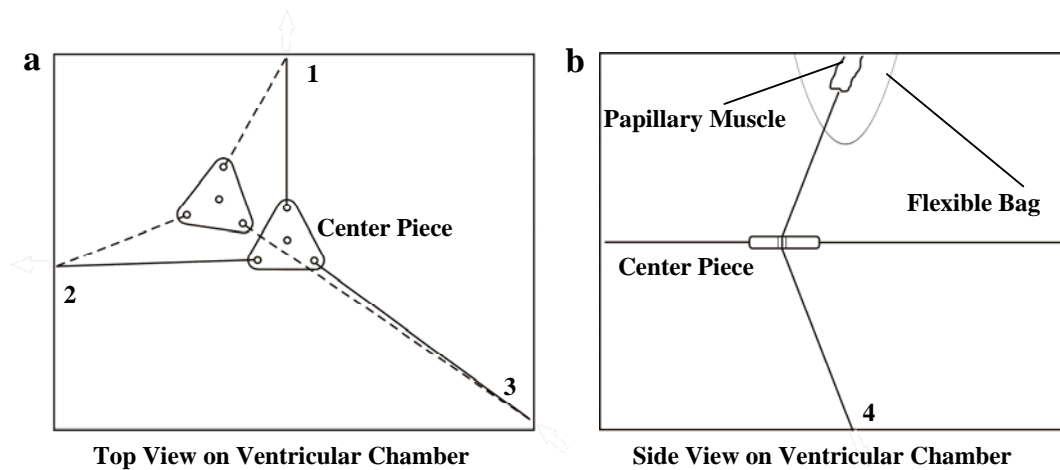 a
1
Center Piece
2
3
Top View on Ventricular Chamber
b
Papillary Muscle
Flexible Bag
Center Piece
4
Side View on Ventricular Chamber